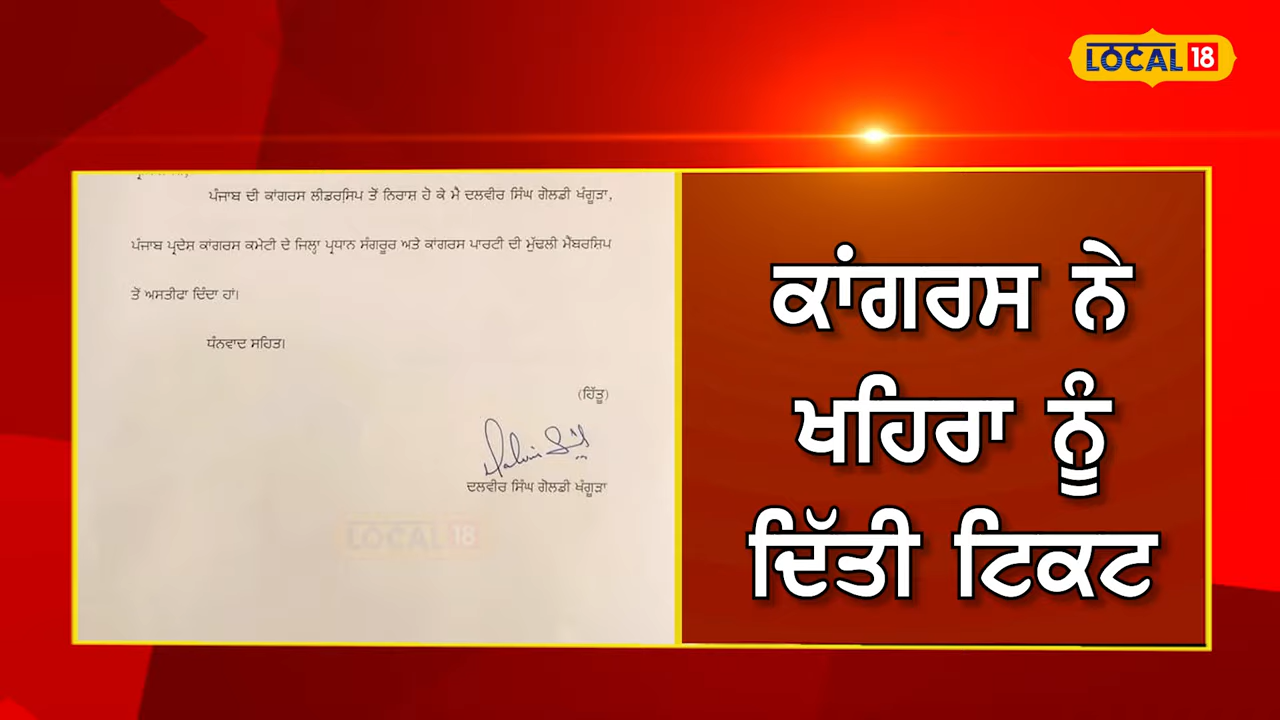 LOCAL 18
ਪੰਜਾਬ ਦੀ ਕਾਂਗਰਸ ਲੀਡਰਸ਼ਿਪ ਤੋਂ ਨਿਰਾਸ਼ ਹੋ ਕੇ ਮੈ ਦਲਵੀਰ ਸਿੰਘ ਗੋਲਡੀ ਖੰਗੂੜਾ,
ਪੰਜਾਬ ਪ੍ਰਦੇਸ਼ ਕਾਂਗਰਸ ਕਮੇਟੀ ਦੇ ਜਿਲ੍ਹਾ ਪ੍ਰਧਾਨ ਸੰਗਰੂਰ ਅਤੇ ਕਾਂਗਰਸ ਪਾਰਟੀ ਦੀ ਮੁੱਢਲੀ ਮੈਂਬਰਸ਼ਿਪ
ਤੋਂ ਅਸਤੀਫਾ ਦਿੰਦਾ ਹਾਂ।
ਧੰਨਵਾਦ ਸਹਿਤ।
(ਹਿੱਤੂ)
ਦਲਵੀਰ ਸਿੰਘ ਗੋਲਡੀ ਖੰਗੂੜਾ
LOCAL 18
ਕਾਂਗਰਸ ਨੇ
ਖਹਿਰਾ ਨੂੰ
ਦਿੱਤੀ ਟਿਕਟ